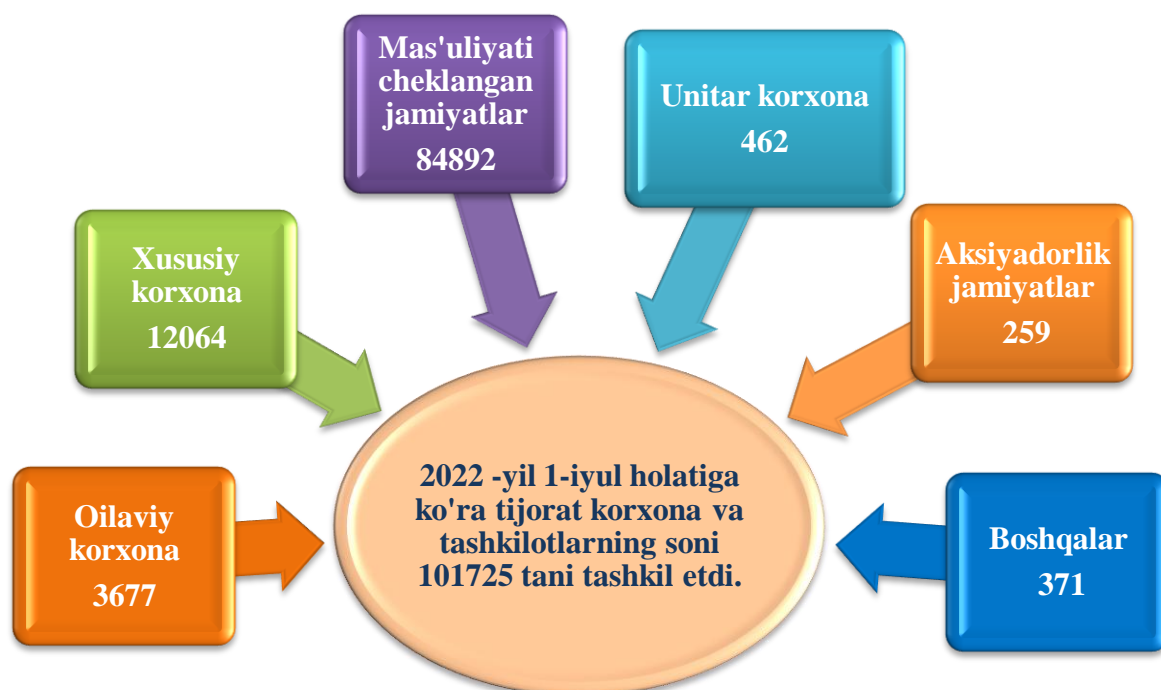 Mas'uliyati
cheklangan
jamiyatlar
84892
Unitar korxona
462
Xususiy
korxona
12064
Aksiyadorlik
jamiyatlar
259
Oilaviy
korxona
3677
2022 -yil 1-iyul holatiga
ko'ra tijorat korxona va
tashkilotlarning soni
101725 tani tashkil etdi.
Boshqalar
371